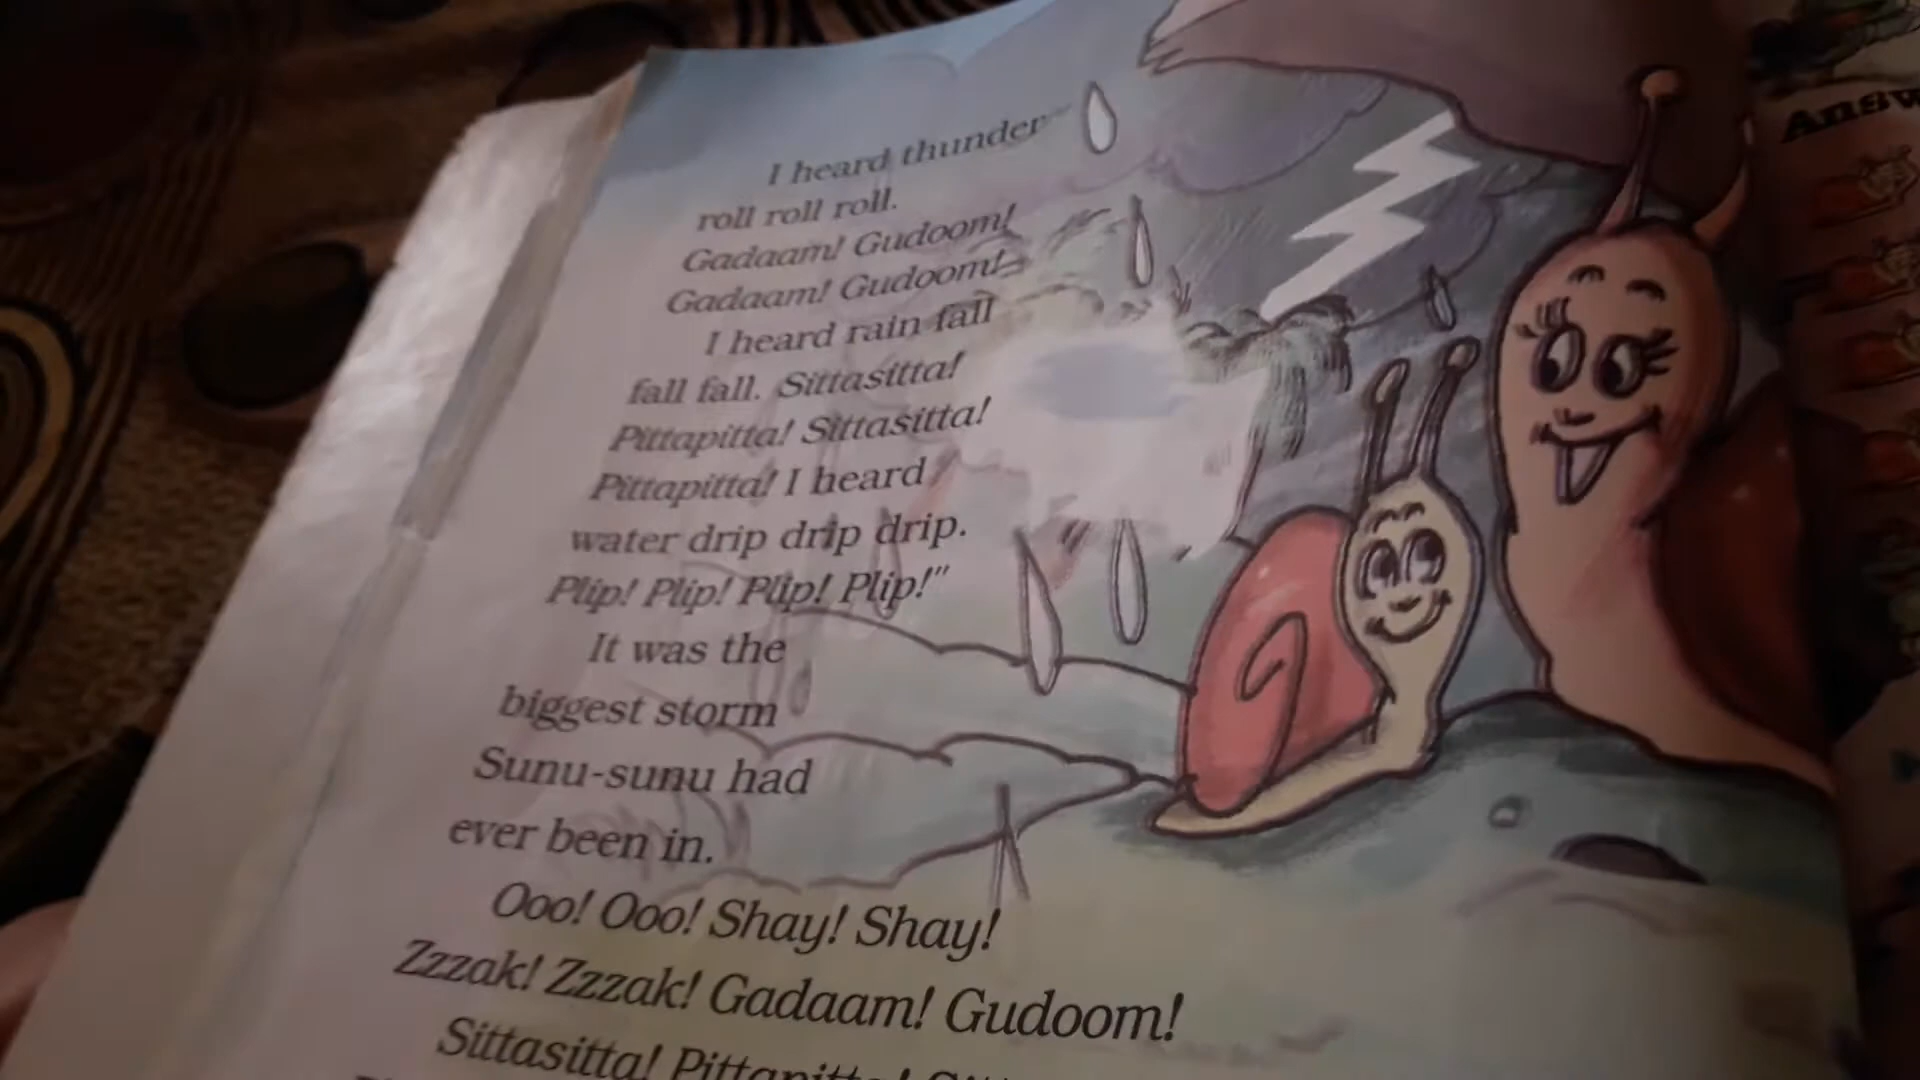 I heard thunder
roll roll roll.
Gadaam! Gudoom!
Gadaam! Gudoom!
I heard rain fall
fall fall. Sittasitta!
Pittapitta! Sittasitta!
Pittapitta! I heard
water drip drip drip.
Plip! Plip! Plip! Plip!"
It was the
biggest storm
Sunu-sunu had
ever been in.
Ooo! Ooo! Shay! Shay!
Zzzak! Zzzak! Gadaam! Gudoom!
Sittasitta! Pittapitta!